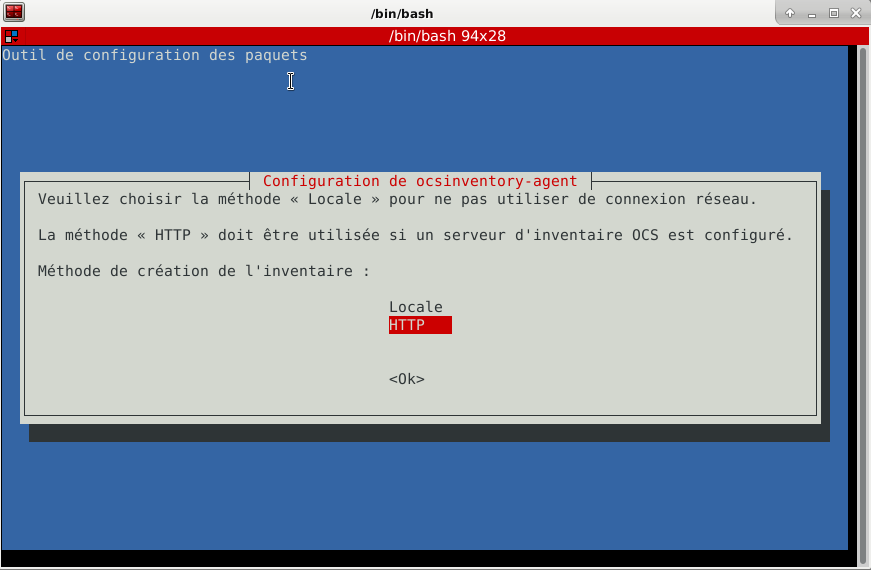 /bin/bash
/bin/bash 94x28
Outil de configuration des paquets
Configuration de ocsinventory-agent
Veuillez choisir la méthode « Locale » pour ne pas utiliser de connexion réseau.
La méthode « HTTP » doit être utilisée si un serveur d'inventaire OCS est configuré.
Méthode de création de l'inventaire :
Locale
HTTP
<Ok>